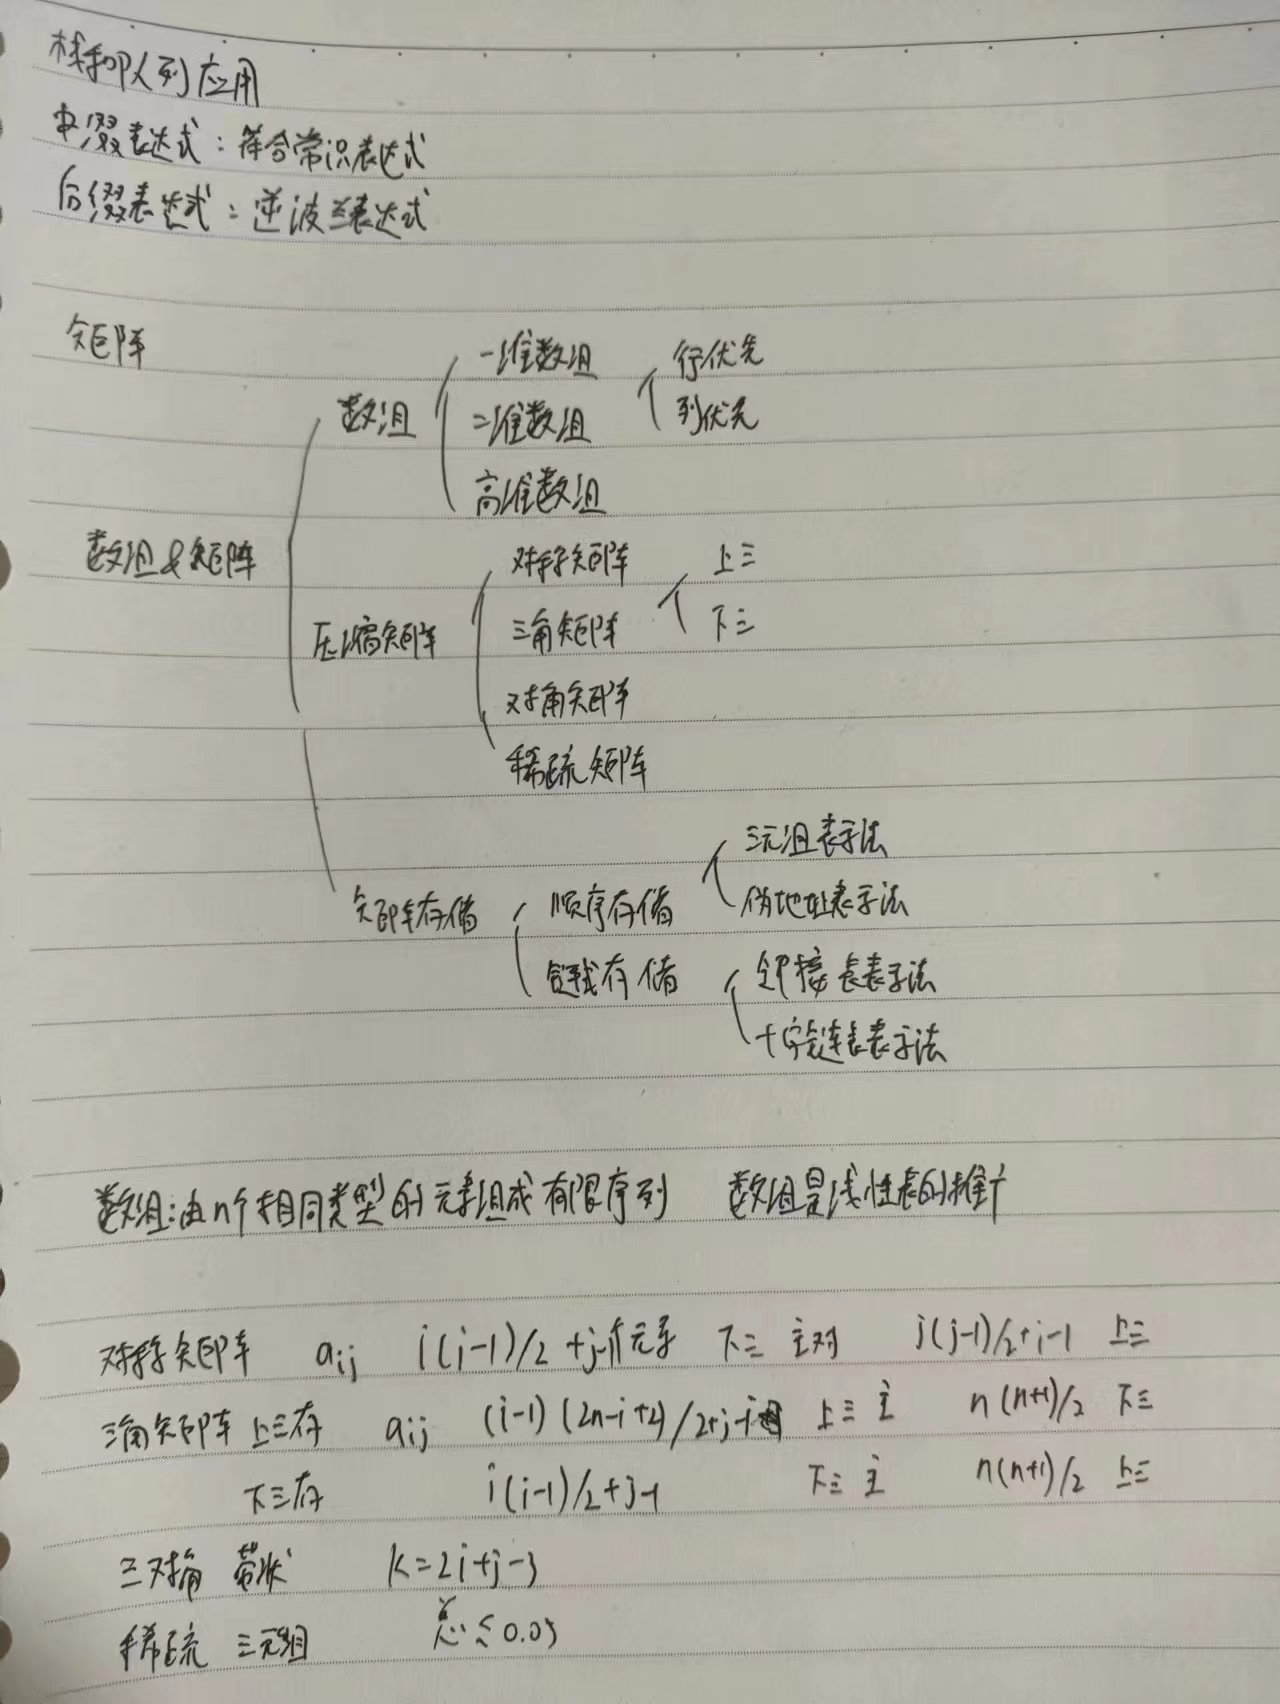 栈和队列应用
中缀表达式：符合常识表达式
后缀表达式：逆波兰表达式
矩阵
一维数组 行优先
数组 二维数组 列优先
高维数组
数组&矩阵 对称矩阵 上三
压缩矩阵 三角矩阵 下三
对角矩阵
稀疏矩阵
三元组表示法
矩阵存储 顺序存储 伪地址表示法
链式存储 邻接表表示法
十字链表表示法
数组：由n个相同类型的元素组成有限序列 数组是线性表的推广
对称矩阵 aij i(i-1)/2+j-1 元素 下三 主对 j(j-1)/2+i-1 上三
三角矩阵 上三存 aij (i-1)(2n-i+2)/2+j-i 上三 主 n(n+1)/2 下三
下三存 i(i-1)/2+j-1 下三 主 n(n+1)/2 上三
三对角 带状 k=2i+j-3
稀疏 三元组 总≤0.05